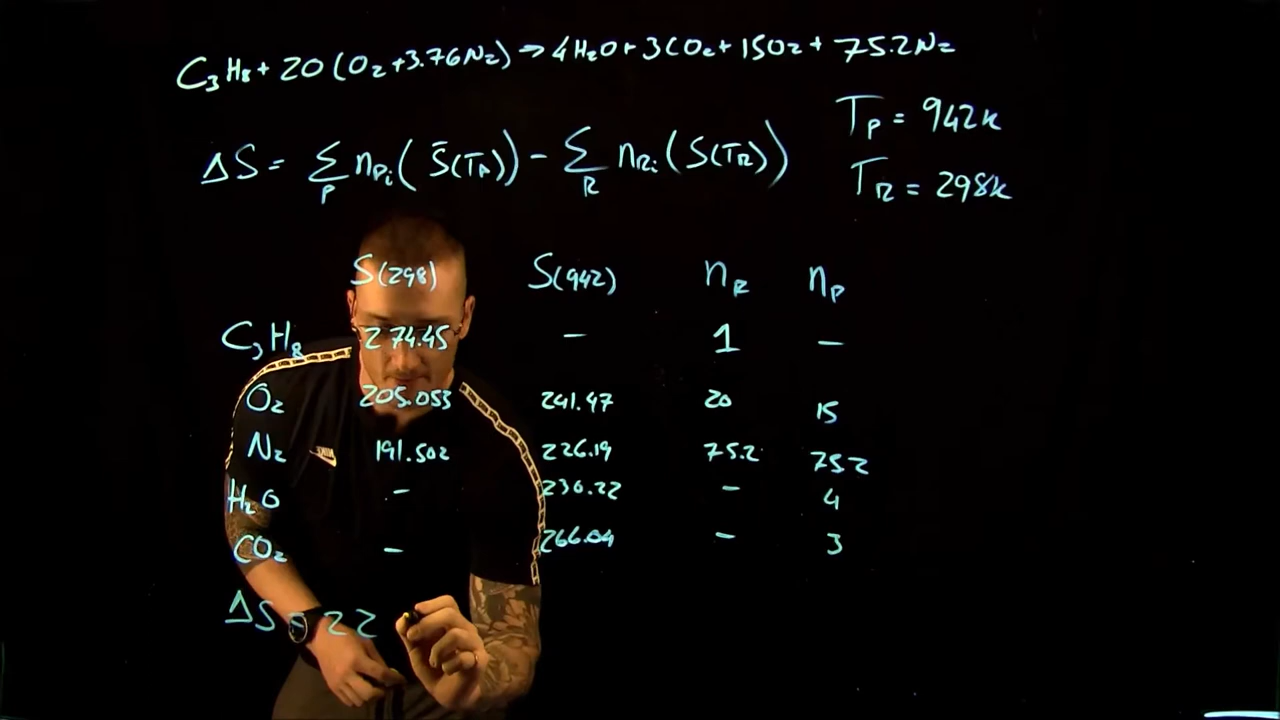 C₃H₈ + 20 (O₂ + 3.76N₂) → 4H₂O + 3CO₂ + 15O₂ + 75.2N₂
ΔS = Σ_P n_Pi ( S̄(T_P) ) - Σ_R n_Ri ( S(T_R) )
T_P = 942K
T_R = 298K
S(298) S(942) n_R n_P
C₃H₈ 274.45 — 1 —
O₂ 205.053 241.47 20 15
N₂ 191.502 226.19 75.2 75.2
H₂O - 236.22 - 4
CO₂ - 266.04 - 3
ΔS = 22